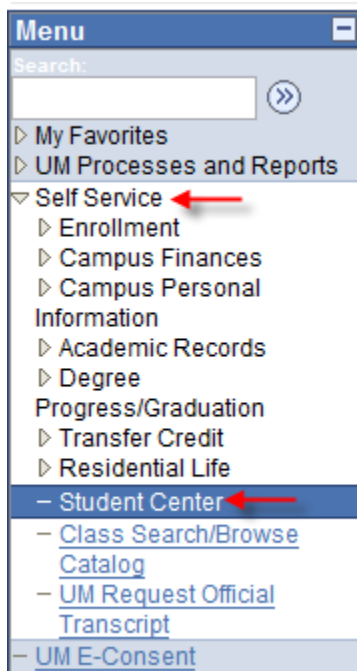 Menu
Search:
My Favorites
UM Processes and Reports
Self Service
Enrollment
Campus Finances
Campus Personal
Information
Academic Records
Degree
Progress/Graduation
Transfer Credit
Residential Life
– Student Center
– Class Search/Browse
Catalog
– UM Request Official
Transcript
– UM E-Consent